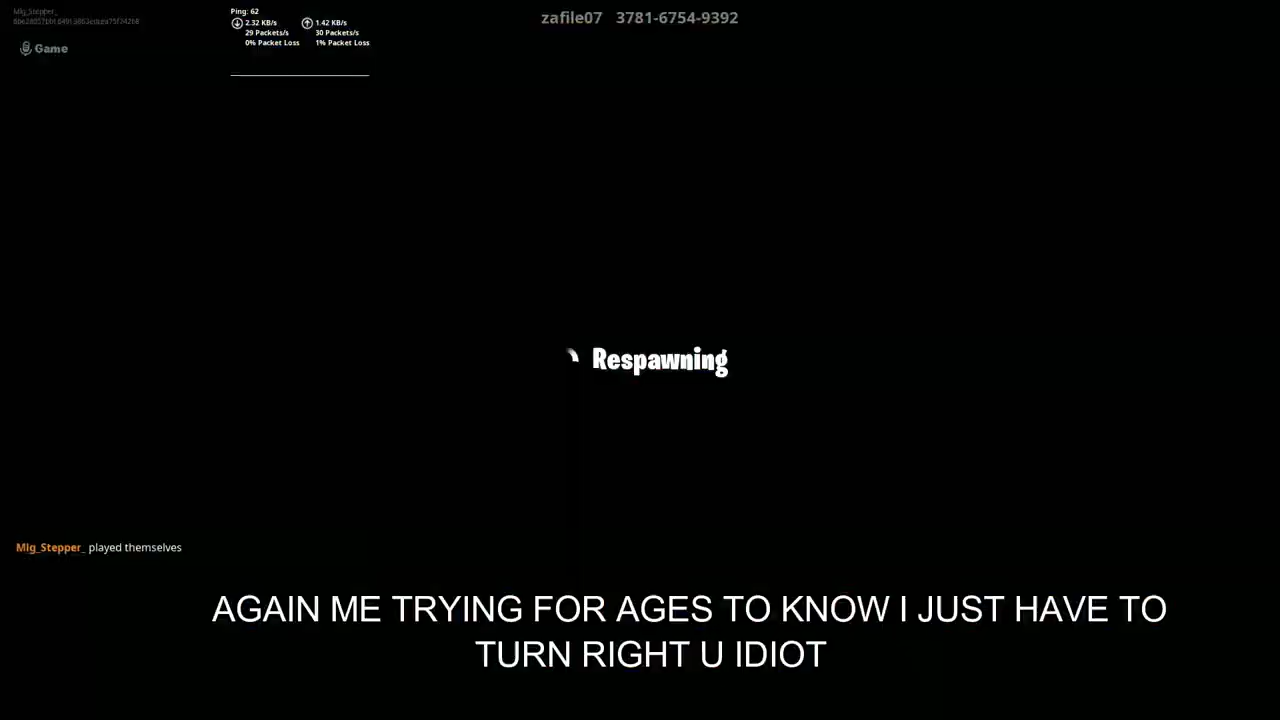 Mig_Stepper_
Game
Ping: 62
2.32 KB/s
29 Packets/s
0% Packet Loss
1.42 KB/s
30 Packets/s
1% Packet Loss
zafile07 3781-6754-9392
Respawning
Mig_Stepper_ played themselves
AGAIN ME TRYING FOR AGES TO KNOW I JUST HAVE TO
TURN RIGHT U IDIOT